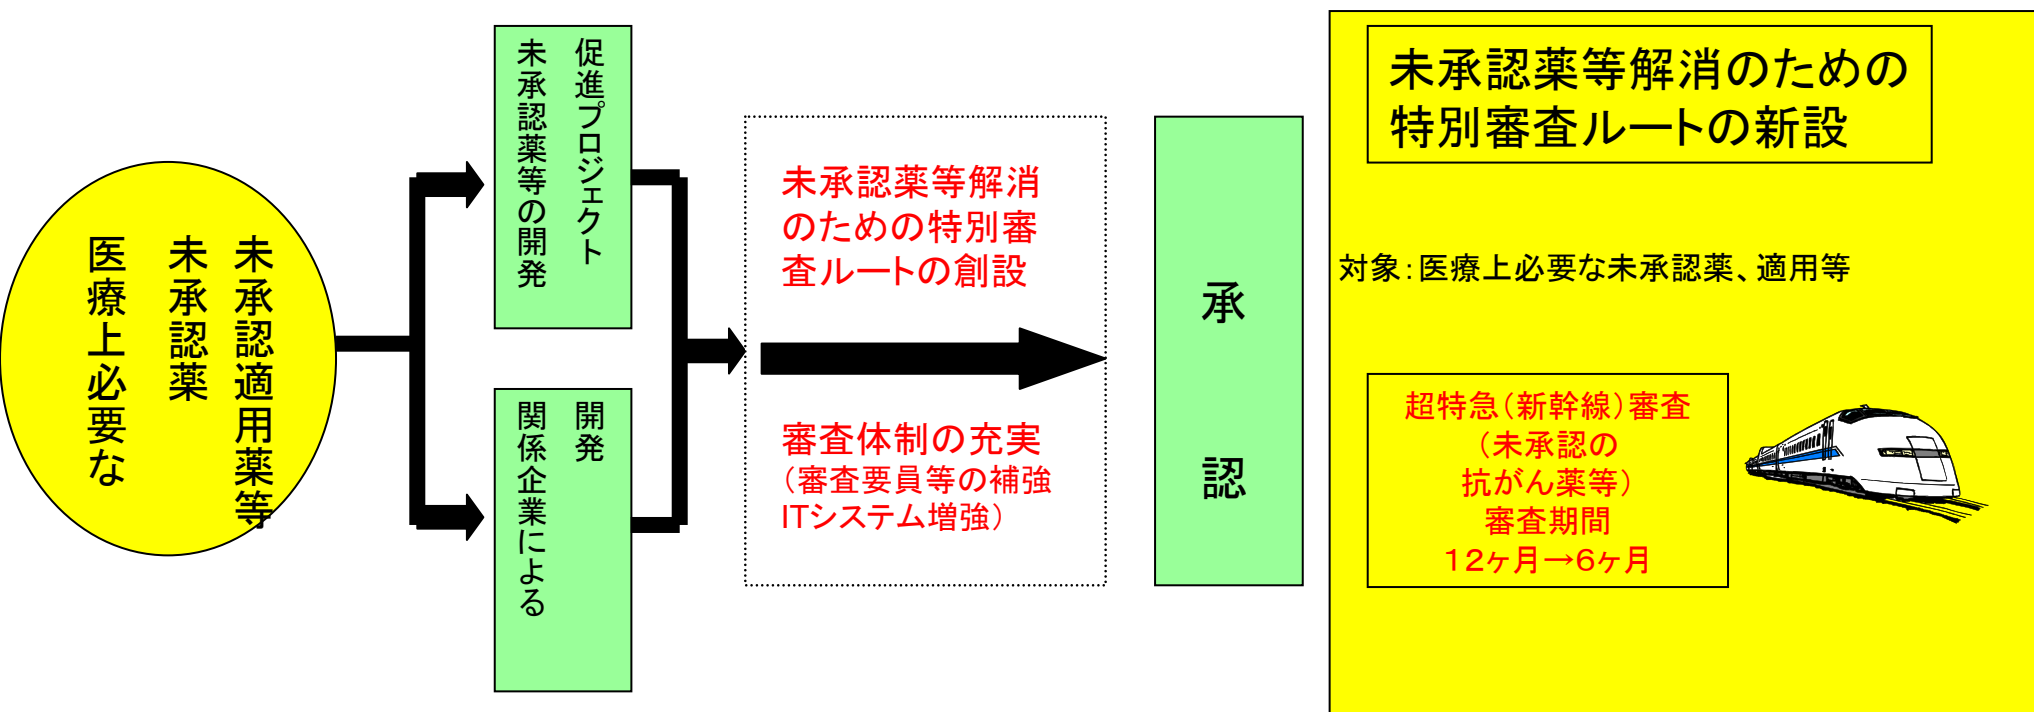 医療上必要な
未承認薬
未承認適用薬等
未承認薬等の開発
促進プロジェクト
関係企業による
開発
未承認薬等解消
のための特別審
査ルートの創設
審査体制の充実
（審査要員等の補強
ITシステム増強）
承認
未承認薬等解消のための
特別審査ルートの新設
対象：医療上必要な未承認薬、適用等
超特急（新幹線）審査
（未承認の
抗がん薬等）
審査期間
１２ヶ月→６ヶ月